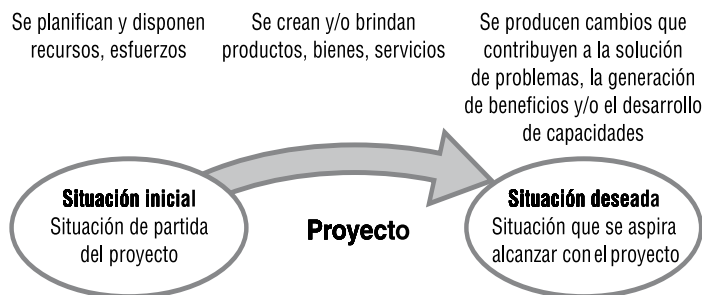 Se planifican y disponen
recursos, esfuerzos
Se crean y/o brindan
productos, bienes, servicios
Se producen cambios que
contribuyen a la solución
de problemas, la generación
de beneficios y/o el desarrollo
de capacidades
Situación inicial
Situación de partida
del proyecto
Proyecto
Situación deseada
Situación que se aspira
alcanzar con el proyecto